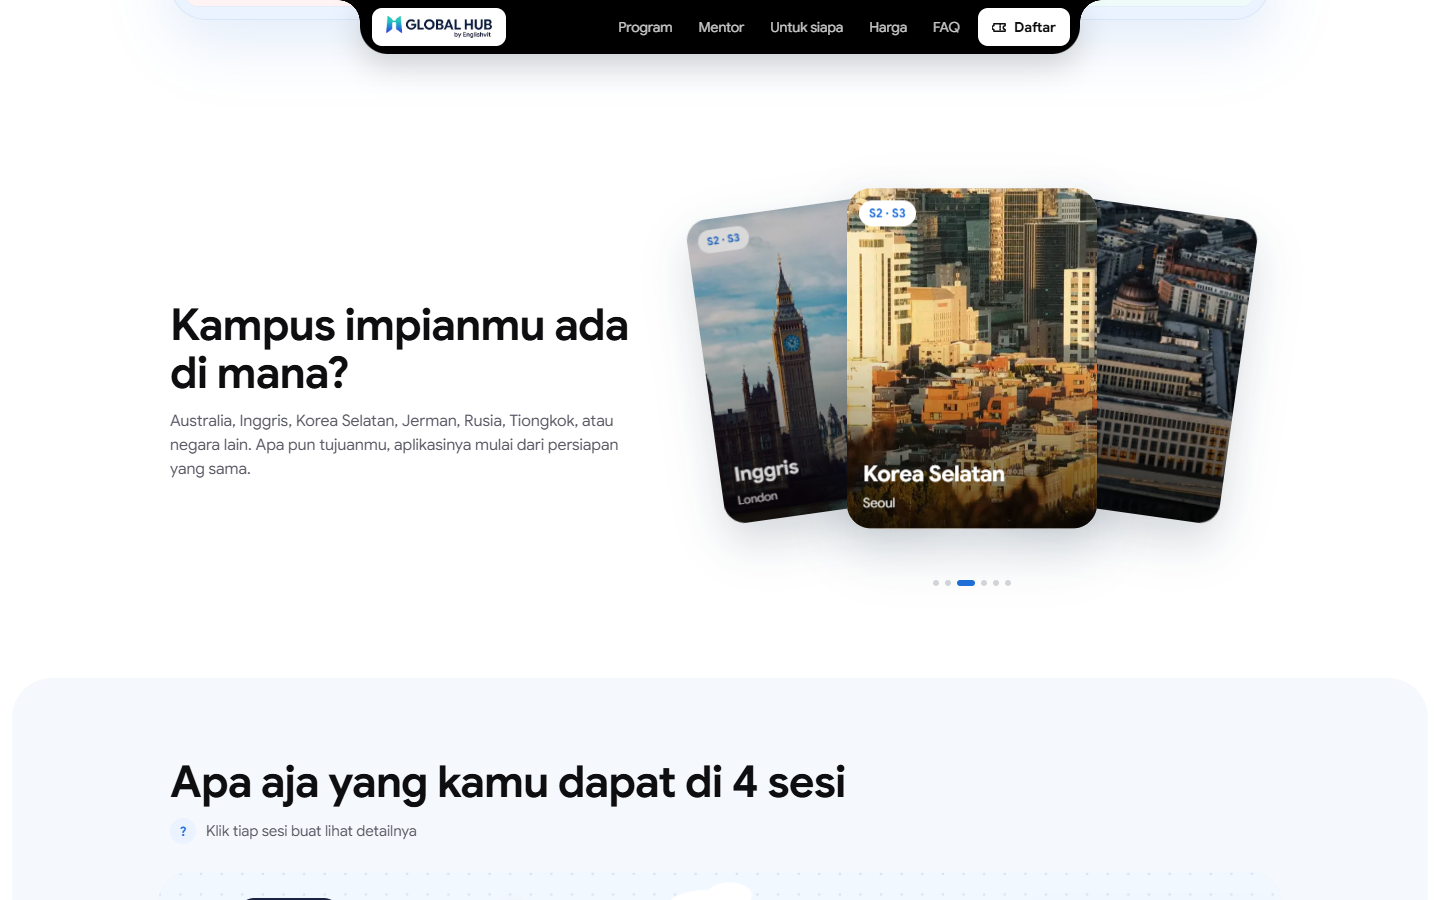 GLOBAL HUB
by Englishvit
Program
Mentor
Untuk siapa
Harga
FAQ
Daftar
Kampus impianmu ada
di mana?
Australia, Inggris, Korea Selatan, Jerman, Rusia, Tiongkok, atau
negara lain. Apa pun tujuanmu, aplikasinya mulai dari persiapan
yang sama.
S2 · S3
Inggris
London
S2 · S3
Korea Selatan
Seoul
Apa aja yang kamu dapat di 4 sesi
?
Klik tiap sesi buat lihat detailnya